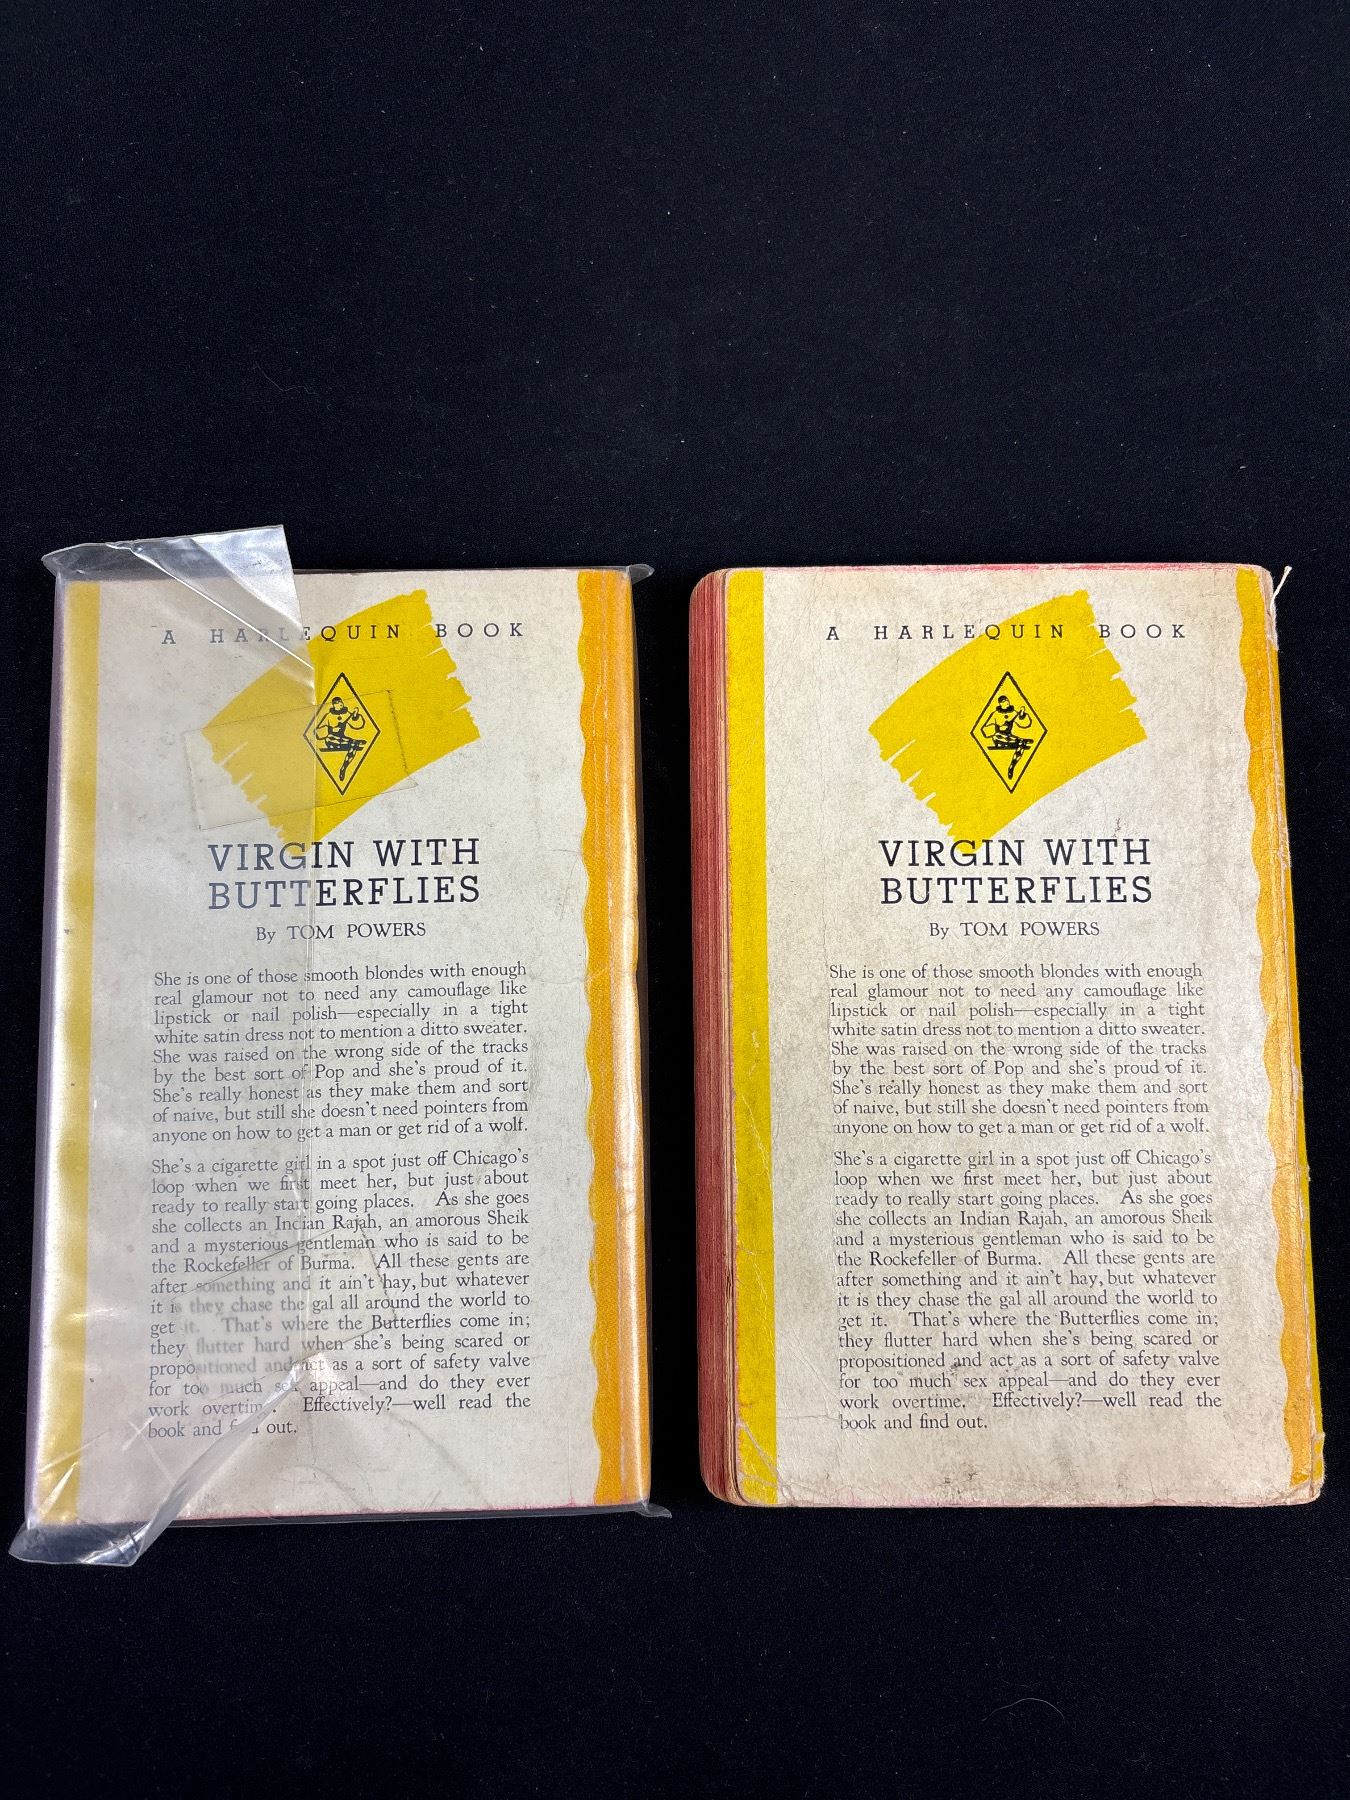 A HARLEQUIN BOOK
VIRGIN WITH
BUTTERFLIES
By TOM POWERS
She is one of those smooth blondes with enough
real glamour not to need any camouflage like
lipstick or nail polish—especially in a tight
white satin dress not to mention a ditto sweater.
She was raised on the wrong side of the tracks
by the best sort of Pop and she's proud of it.
She's really honest as they make them and sort
of naive, but still she doesn't need pointers from
anyone on how to get a man or get rid of a wolf.
She's a cigarette girl in a spot just off Chicago's
loop when we first meet her, but just about
ready to really start going places. As she goes
she collects an Indian Rajah, an amorous Sheik
and a mysterious gentleman who is said to be
the Rockefeller of Burma. All these gents are
after something and it ain't hay, but whatever
it is they chase the gal all around the world to
get it. That's where the Butterflies come in;
they flutter hard when she's being scared or
propositioned and act as a sort of safety valve
for too much sex appeal—and do they ever
work overtime. Effectively?—well read the
book and find out.
A HARLEQUIN BOOK
VIRGIN WITH
BUTTERFLIES
By TOM POWERS
She is one of those smooth blondes with enough
real glamour not to need any camouflage like
lipstick or nail polish—especially in a tight
white satin dress not to mention a ditto sweater.
She was raised on the wrong side of the tracks
by the best sort of Pop and she's proud of it.
She's really honest as they make them and sort
of naive, but still she doesn't need pointers from
anyone on how to get a man or get rid of a wolf.
She's a cigarette girl in a spot just off Chicago's
loop when we first meet her, but just about
ready to really start going places. As she goes
she collects an Indian Rajah, an amorous Sheik
and a mysterious gentleman who is said to be
the Rockefeller of Burma. All these gents are
after something and it ain't hay, but whatever
it is they chase the gal all around the world to
get it. That's where the Butterflies come in;
they flutter hard when she's being scared or
propositioned and act as a sort of safety valve
for too much sex appeal—and do they ever
work overtime. Effectively?—well read the
book and find out.